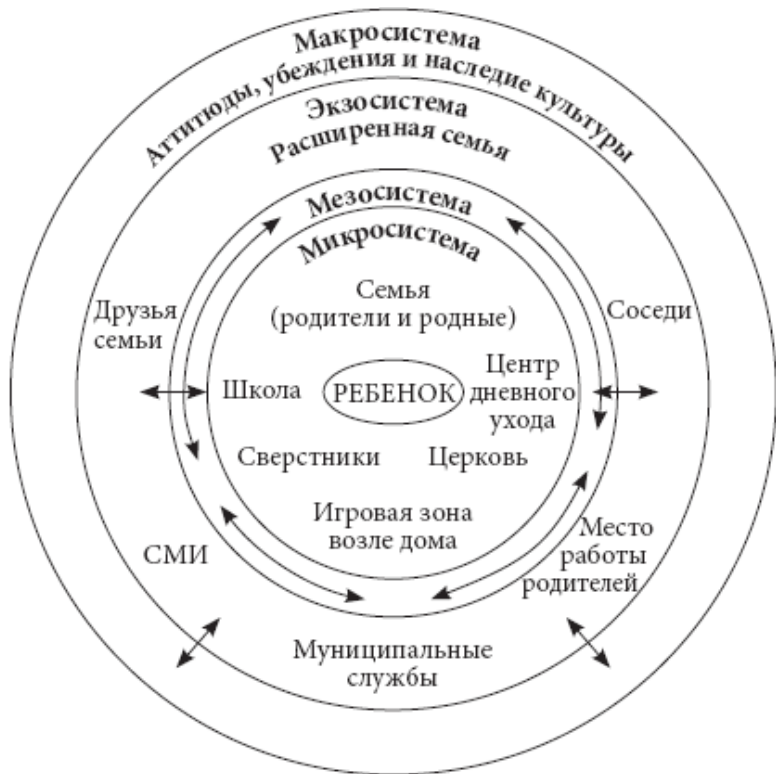 Макросистема
Аттитюды, убеждения и наследие культуры
Экзосистема
Расширенная семья
Мезосистема
Микросистема
Семья
(родители и родные)
Друзья
семьи
Соседи
Школа
РЕБЕНОК
Центр
дневного
ухода
Сверстники
Церковь
Игровая зона
возле дома
СМИ
Место
работы
родителей
Муниципальные
службы